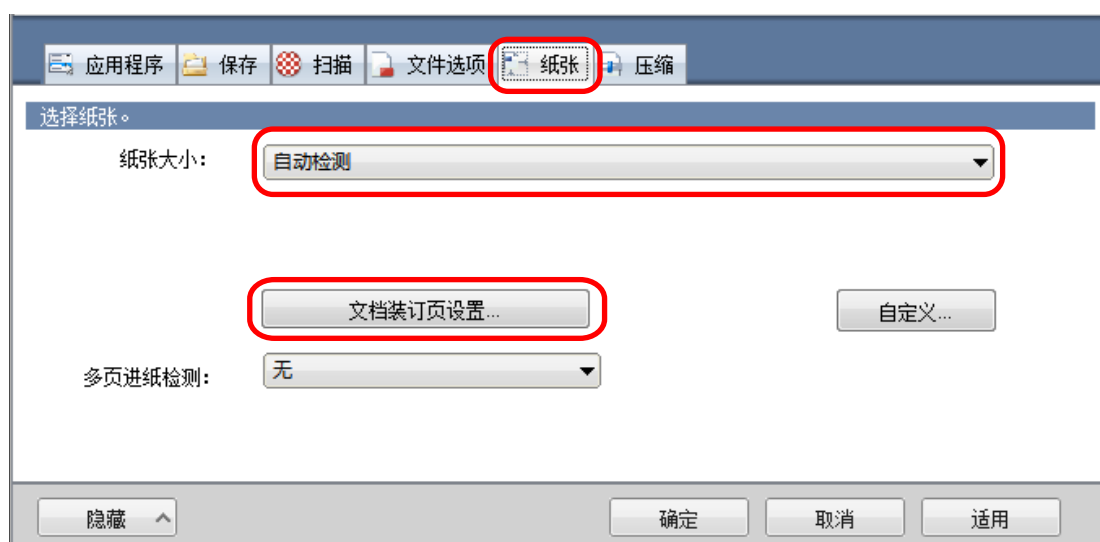 应用程序 保存 扫描 文件选项 纸张 压缩
选择纸张。
纸张大小： 自动检测
文档装订页设置... 自定义...
多页进纸检测： 无
隐藏 确定 取消 适用